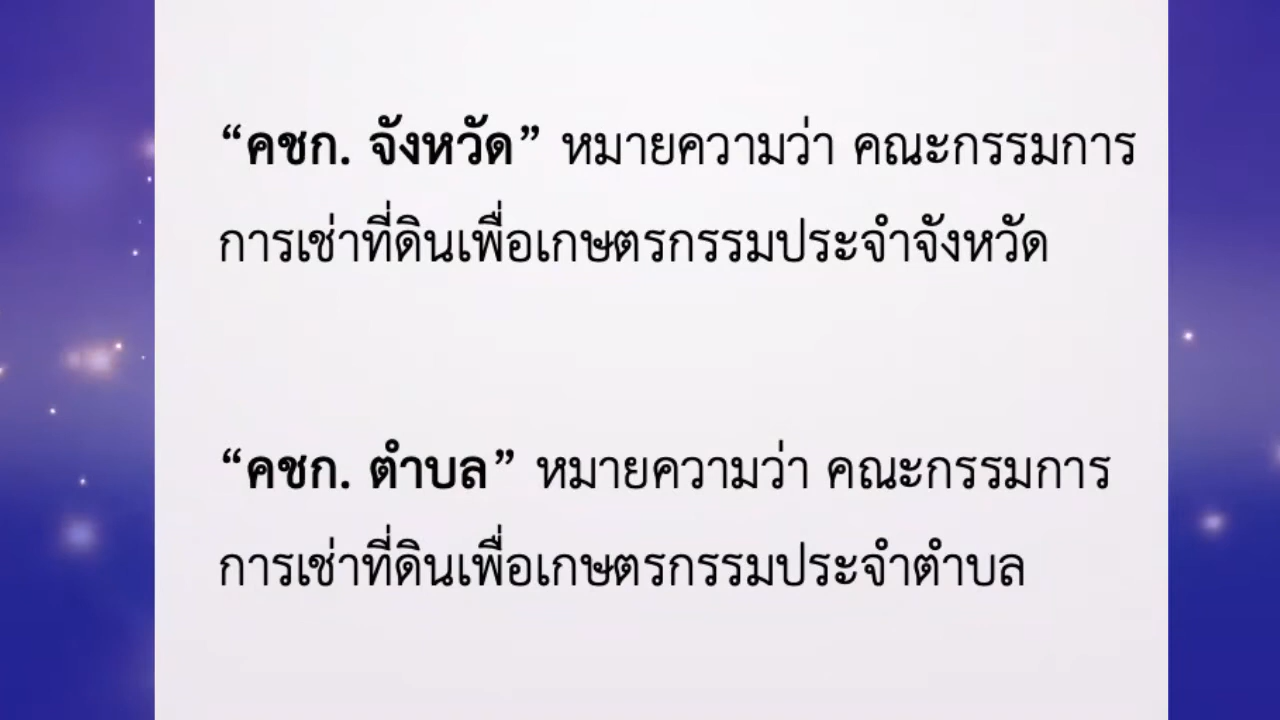 “คชก. จังหวัด” หมายความว่า คณะกรรมการ
การเช่าที่ดินเพื่อเกษตรกรรมประจำจังหวัด
“คชก. ตำบล” หมายความว่า คณะกรรมการ
การเช่าที่ดินเพื่อเกษตรกรรมประจำตำบล